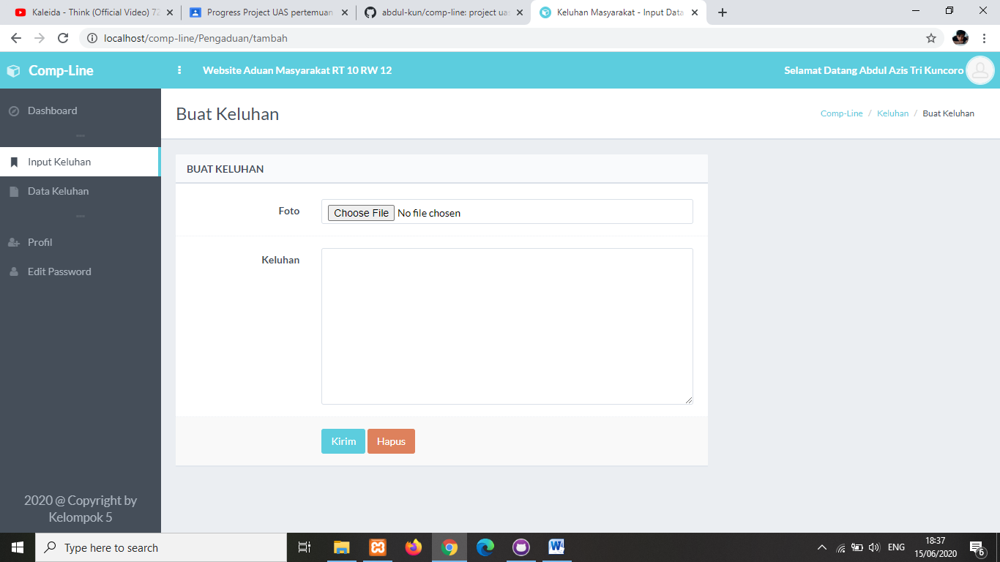 Kaleida - Think (Official Video) 72
Progress Project UAS pertemuan
abdul-kun/comp-line: project uas
Keluhan Masyarakat - Input Data
localhost/comp-line/Pengaduan/tambah
Comp-Line
Website Aduan Masyarakat RT 10 RW 12
Selamat Datang Abdul Azis Tri Kuncoro
Dashboard
Input Keluhan
Data Keluhan
Profil
Edit Password
2020 @ Copyright by
Kelompok 5
Buat Keluhan
Comp-Line / Keluhan / Buat Keluhan
BUAT KELUHAN
Foto
Choose File No file chosen
Keluhan
Kirim
Hapus
Type here to search
ENG
18:37
15/06/2020
6